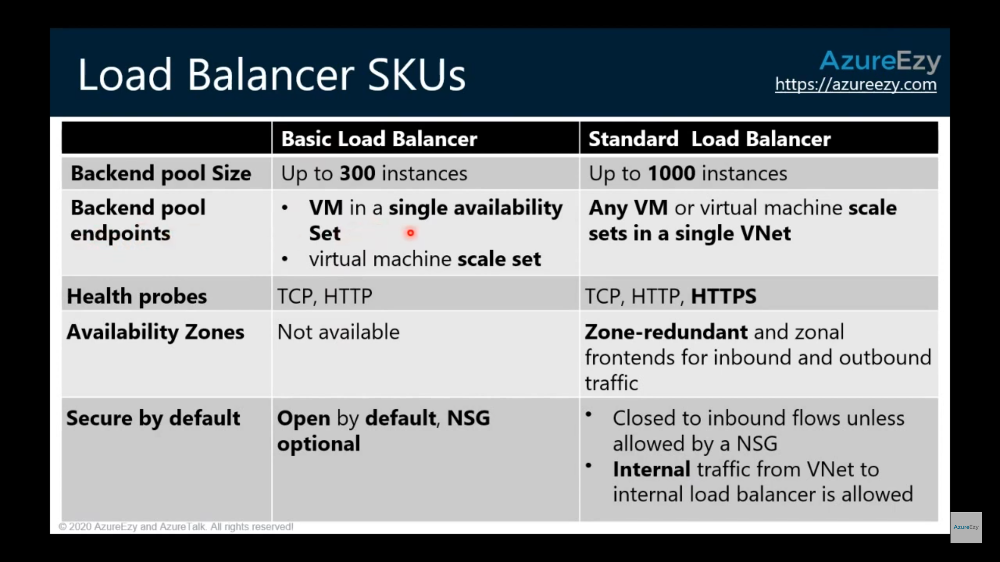 Load Balancer SKUs
AzureEzy
https://azureezy.com
Basic Load Balancer
Standard Load Balancer
Backend pool Size
Up to 300 instances
Up to 1000 instances
Backend pool
endpoints
• VM in a single availability
Set
• virtual machine scale set
Any VM or virtual machine scale
sets in a single VNet
Health probes
TCP, HTTP
TCP, HTTP, HTTPS
Availability Zones
Not available
Zone-redundant and zonal
frontends for inbound and outbound
traffic
Secure by default
Open by default, NSG
optional
• Closed to inbound flows unless
allowed by a NSG
• Internal traffic from VNet to
internal load balancer is allowed
© 2020 AzureEzy and AzureTalk. All rights reserved!
AzureEzy